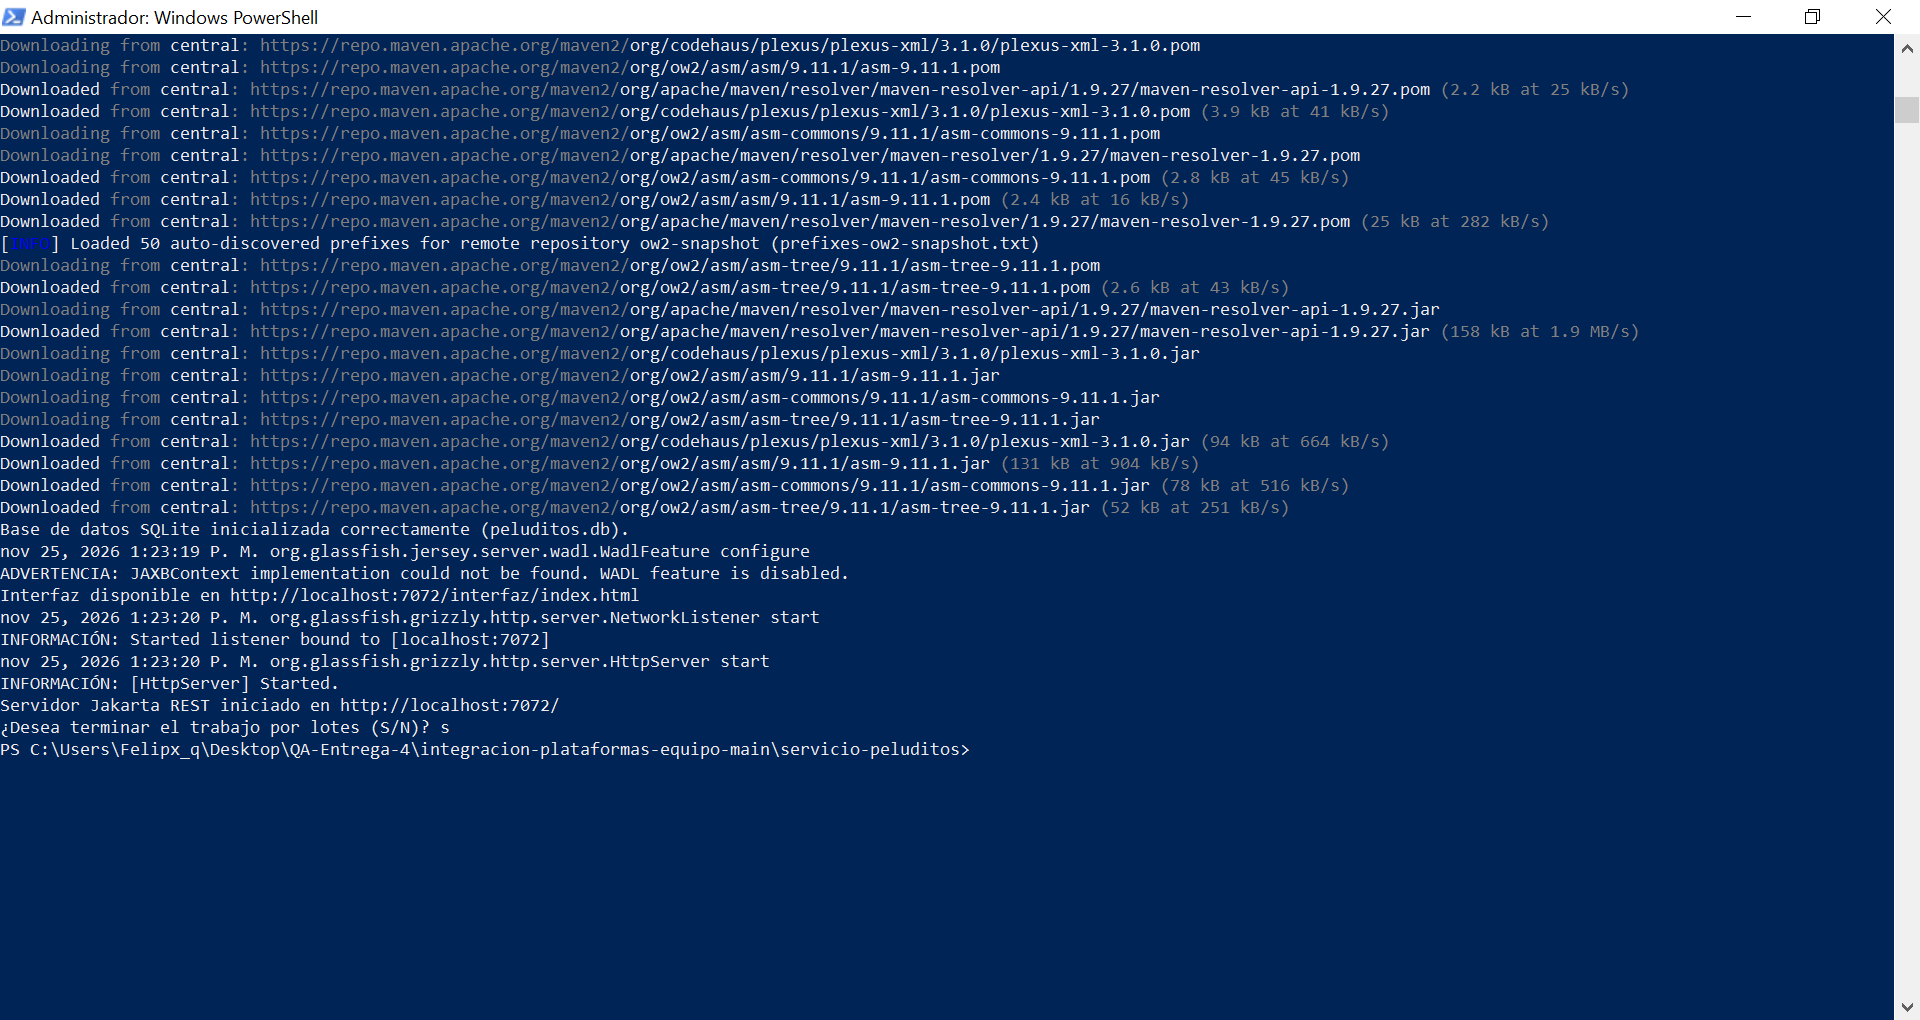 Administrador: Windows PowerShell
Downloading from central: https://repo.maven.apache.org/maven2/org/codehaus/plexus/plexus-xml/3.1.0/plexus-xml-3.1.0.pom
Downloading from central: https://repo.maven.apache.org/maven2/org/ow2/asm/asm/9.11.1/asm-9.11.1.pom
Downloaded from central: https://repo.maven.apache.org/maven2/org/apache/maven/resolver/maven-resolver-api/1.9.27/maven-resolver-api-1.9.27.pom (2.2 kB at 25 kB/s)
Downloaded from central: https://repo.maven.apache.org/maven2/org/codehaus/plexus/plexus-xml/3.1.0/plexus-xml-3.1.0.pom (3.9 kB at 41 kB/s)
Downloading from central: https://repo.maven.apache.org/maven2/org/ow2/asm/asm-commons/9.11.1/asm-commons-9.11.1.pom
Downloading from central: https://repo.maven.apache.org/maven2/org/apache/maven/resolver/maven-resolver/1.9.27/maven-resolver-1.9.27.pom
Downloaded from central: https://repo.maven.apache.org/maven2/org/ow2/asm/asm-commons/9.11.1/asm-commons-9.11.1.pom (2.8 kB at 45 kB/s)
Downloaded from central: https://repo.maven.apache.org/maven2/org/ow2/asm/asm/9.11.1/asm-9.11.1.pom (2.4 kB at 16 kB/s)
Downloaded from central: https://repo.maven.apache.org/maven2/org/apache/maven/resolver/maven-resolver/1.9.27/maven-resolver-1.9.27.pom (25 kB at 282 kB/s)
[INFO] Loaded 50 auto-discovered prefixes for remote repository ow2-snapshot (prefixes-ow2-snapshot.txt)
Downloading from central: https://repo.maven.apache.org/maven2/org/ow2/asm/asm-tree/9.11.1/asm-tree-9.11.1.pom
Downloaded from central: https://repo.maven.apache.org/maven2/org/ow2/asm/asm-tree/9.11.1/asm-tree-9.11.1.pom (2.6 kB at 43 kB/s)
Downloading from central: https://repo.maven.apache.org/maven2/org/apache/maven/resolver/maven-resolver-api/1.9.27/maven-resolver-api-1.9.27.jar
Downloaded from central: https://repo.maven.apache.org/maven2/org/apache/maven/resolver/maven-resolver-api/1.9.27/maven-resolver-api-1.9.27.jar (158 kB at 1.9 MB/s)
Downloading from central: https://repo.maven.apache.org/maven2/org/codehaus/plexus/plexus-xml/3.1.0/plexus-xml-3.1.0.jar
Downloading from central: https://repo.maven.apache.org/maven2/org/ow2/asm/asm/9.11.1/asm-9.11.1.jar
Downloading from central: https://repo.maven.apache.org/maven2/org/ow2/asm/asm-commons/9.11.1/asm-commons-9.11.1.jar
Downloading from central: https://repo.maven.apache.org/maven2/org/ow2/asm/asm-tree/9.11.1/asm-tree-9.11.1.jar
Downloaded from central: https://repo.maven.apache.org/maven2/org/codehaus/plexus/plexus-xml/3.1.0/plexus-xml-3.1.0.jar (94 kB at 664 kB/s)
Downloaded from central: https://repo.maven.apache.org/maven2/org/ow2/asm/asm/9.11.1/asm-9.11.1.jar (131 kB at 904 kB/s)
Downloaded from central: https://repo.maven.apache.org/maven2/org/ow2/asm/asm-commons/9.11.1/asm-commons-9.11.1.jar (78 kB at 516 kB/s)
Downloaded from central: https://repo.maven.apache.org/maven2/org/ow2/asm/asm-tree/9.11.1/asm-tree-9.11.1.jar (52 kB at 251 kB/s)
Base de datos SQLite inicializada correctamente (peluditos.db).
nov 25, 2026 1:23:19 P. M. org.glassfish.jersey.server.wadl.WadlFeature configure
ADVERTENCIA: JAXBContext implementation could not be found. WADL feature is disabled.
Interfaz disponible en http://localhost:7072/interfaz/index.html
nov 25, 2026 1:23:20 P. M. org.glassfish.grizzly.http.server.NetworkListener start
INFORMACIÓN: Started listener bound to [localhost:7072]
nov 25, 2026 1:23:20 P. M. org.glassfish.grizzly.http.server.HttpServer start
INFORMACIÓN: [HttpServer] Started.
Servidor Jakarta REST iniciado en http://localhost:7072/
¿Desea terminar el trabajo por lotes (S/N)? s
PS C:\Users\Felipx_q\Desktop\QA-Entrega-4\integracion-plataformas-equipo-main\servicio-peluditos>